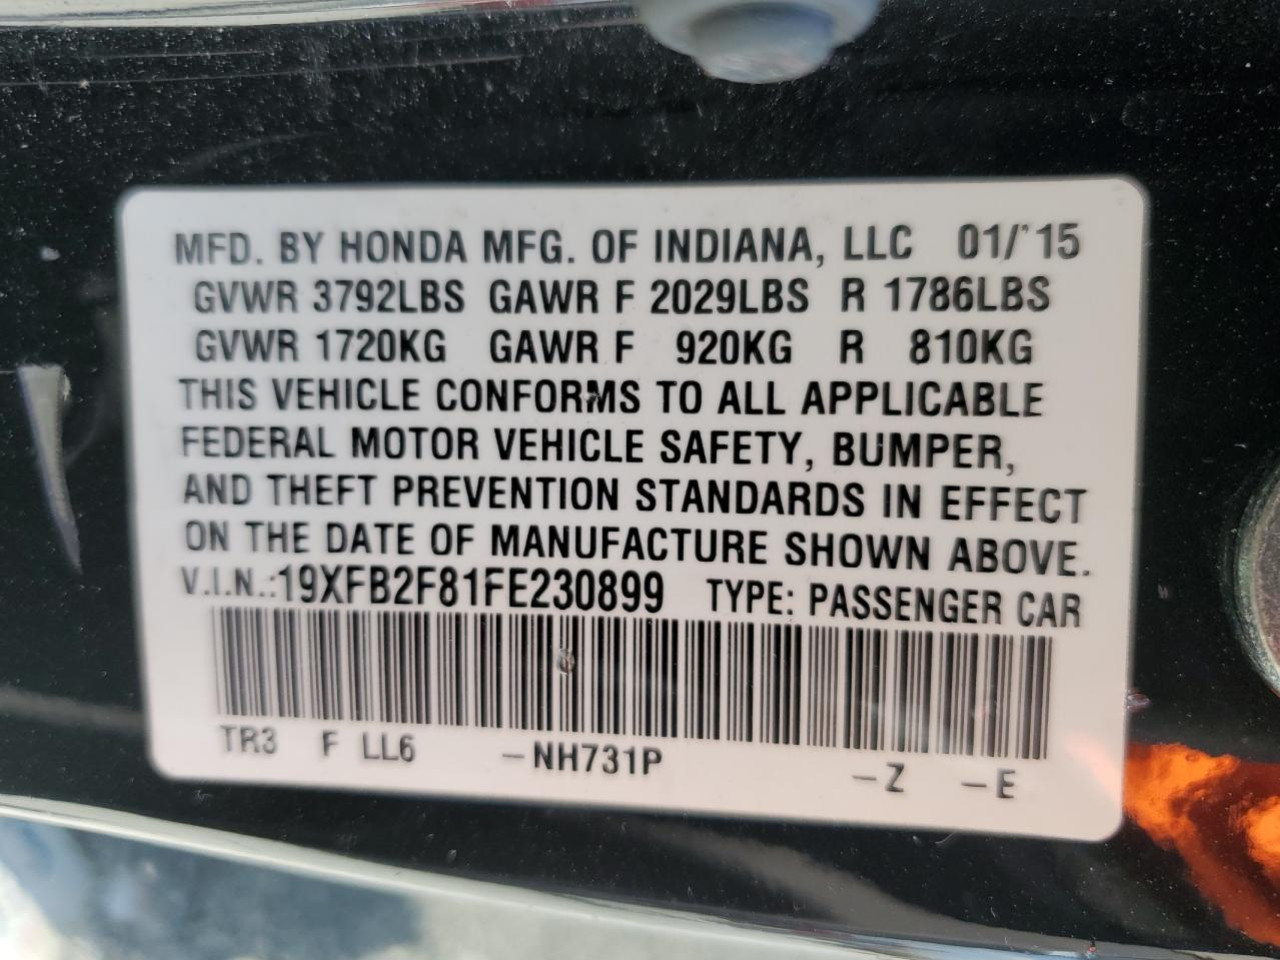 MFD. BY HONDA MFG. OF INDIANA, LLC 01/'15
GVWR 3792LBS GAWR F 2029LBS R 1786LBS
GVWR 1720KG GAWR F 920KG R 810KG
THIS VEHICLE CONFORMS TO ALL APPLICABLE
FEDERAL MOTOR VEHICLE SAFETY, BUMPER,
AND THEFT PREVENTION STANDARDS IN EFFECT
ON THE DATE OF MANUFACTURE SHOWN ABOVE.
V.I.N.:19XFB2F81FE230899 TYPE: PASSENGER CAR
TR3 F LL6 -NH731P -Z -E